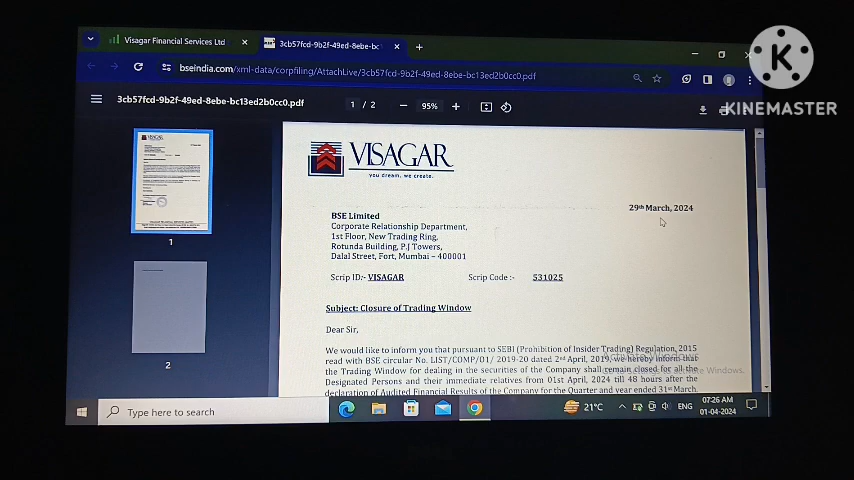 Visagar Financial Services Ltd
3cb57fcd-9b2f-49ed-8ebe-bc1
bseindia.com/xml-data/corpfiling/AttachLive/3cb57fcd-9b2f-49ed-8ebe-bc13ed2b0cc0.pdf
3cb57fcd-9b2f-49ed-8ebe-bc13ed2b0cc0.pdf
1 / 2
95%
KINEMASTER
VISAGAR
you dream, we create.
29th March, 2024
BSE Limited
Corporate Relationship Department,
1st Floor, New Trading Ring,
Rotunda Building, P.J Towers,
Dalal Street, Fort, Mumbai – 400001
Scrip ID:- VISAGAR Scrip Code :- 531025
Subject: Closure of Trading Window
Dear Sir,
We would like to inform you that pursuant to SEBI (Prohibition of Insider Trading) Regulation, 2015
read with BSE circular No. LIST/COMP/01/ 2019-20 dated 2nd April, 2019, we hereby inform that
the Trading Window for dealing in the securities of the Company shall remain closed for all the
Designated Persons and their immediate relatives from 01st April, 2024 till 48 hours after the
declaration of Audited Financial Results of the Company for the Quarter and year ended 31st March,
Activate Windows
1
2
Type here to search
21°C
ENG
07:26 AM
01-04-2024